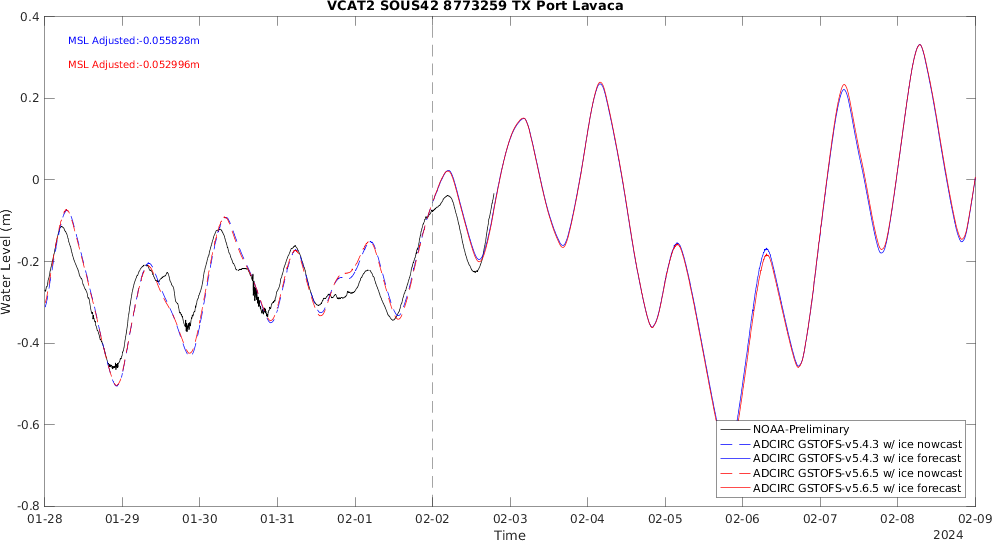 VCAT2 SOUS42 8773259 TX Port Lavaca
MSL Adjusted:-0.055828m
MSL Adjusted:-0.052996m
Water Level (m)
0.4
0.2
0
-0.2
-0.4
-0.6
-0.8
NOAA-Preliminary
ADCIRC GSTOFS-v5.4.3 w/ ice nowcast
ADCIRC GSTOFS-v5.4.3 w/ ice forecast
ADCIRC GSTOFS-v5.6.5 w/ ice nowcast
ADCIRC GSTOFS-v5.6.5 w/ ice forecast
01-28 01-29 01-30 01-31 02-01 02-02 02-03 02-04 02-05 02-06 02-07 02-08 02-09
Time
2024